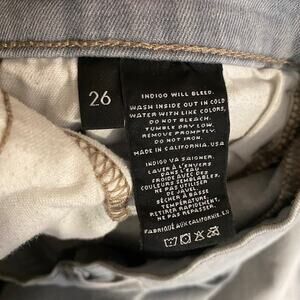 26
INDIGO WILL BLEED.
WASH INSIDE OUT IN COLD
WATER WITH LIKE COLORS,
DO NOT BLEACH.
TUMBLE DRY LOW.
REMOVE PROMPTLY.
DO NOT IRON.
MADE IN CALIFORNIA, USA
INDIGO VA SAIGNER.
LAVER À L'ENVERS
DANS L'EAU
FROIDE AVEC DES
COULEURS SEMBLABLES,
NE PAS UTILISER
DE JAVEL
SÈCHER À BASSE
TEMPÉRATURE.
RETIRER RAPIDEMENT,
NE PAS REPASSER.
FABRIQUÉ AUX CALIFORNIE,